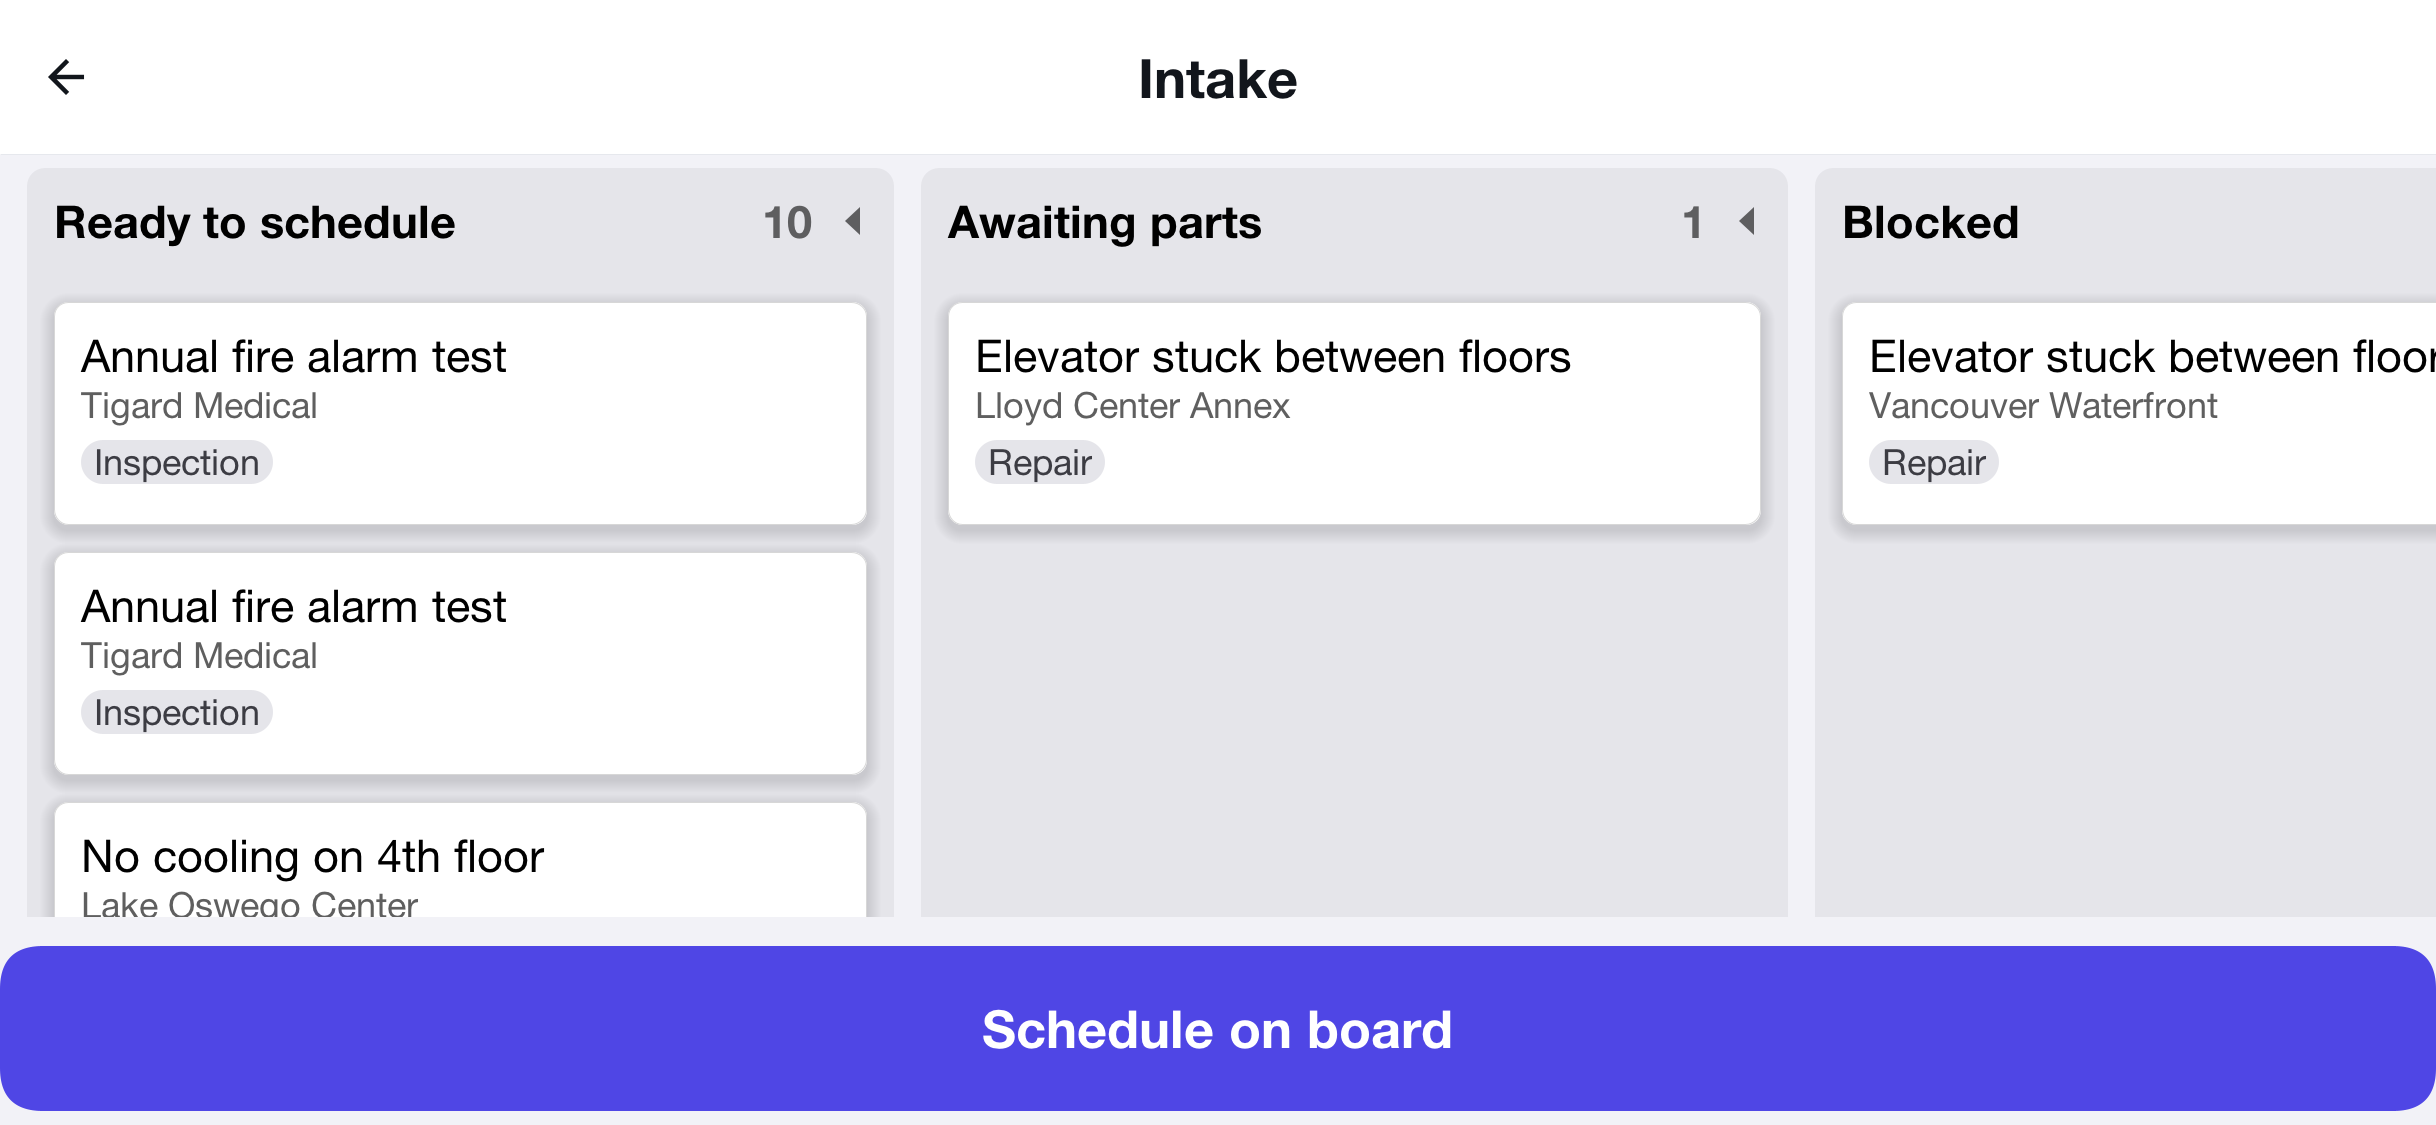 Intake
Ready to schedule 10
Annual fire alarm test
Tigard Medical
Inspection
Annual fire alarm test
Tigard Medical
Inspection
No cooling on 4th floor
Lake Oswego Center
Awaiting parts 1
Elevator stuck between floors
Lloyd Center Annex
Repair
Blocked
Elevator stuck between floor
Vancouver Waterfront
Repair
Schedule on board